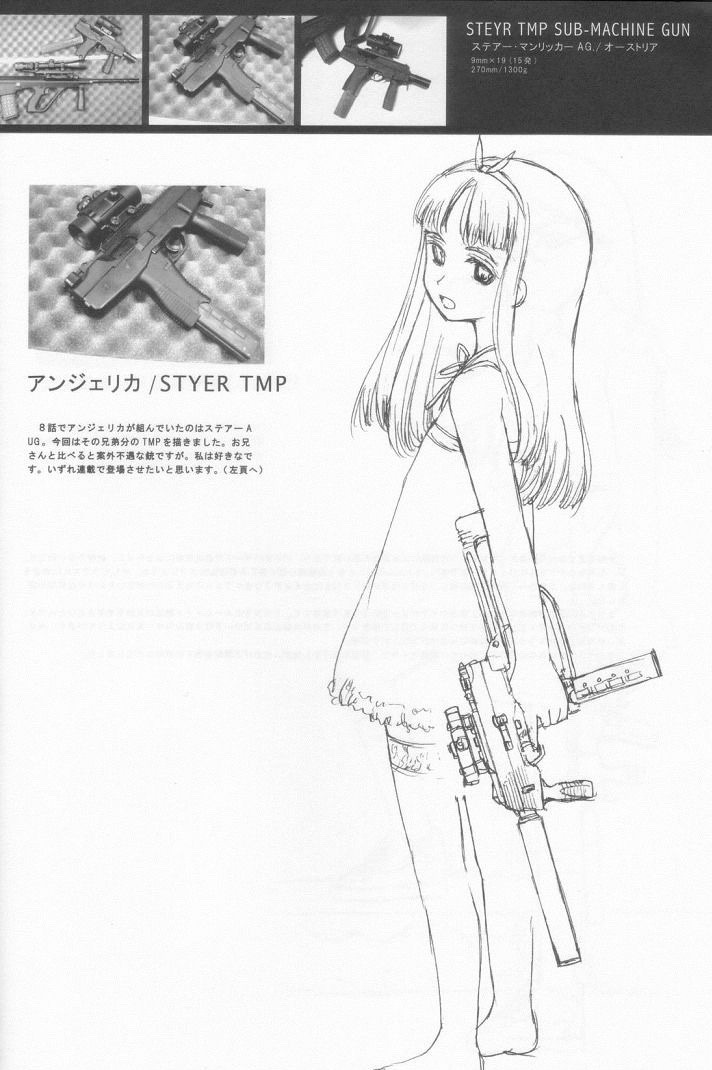 STEYR TMP SUB-MACHINE GUN
ステアー・マンリッカー AG./ オーストリア
9mm×19 (15発)
270mm/1300g
アンジェリカ /STYER TMP
8話でアンジェリカが組んでいたのはステアーA
UG。今回はその兄弟分のTMPを描きました。お兄
さんと比べると案外不遇な銃ですが。私は好きなで
す。いずれ連載で登場させたいと思います。(左頁へ)